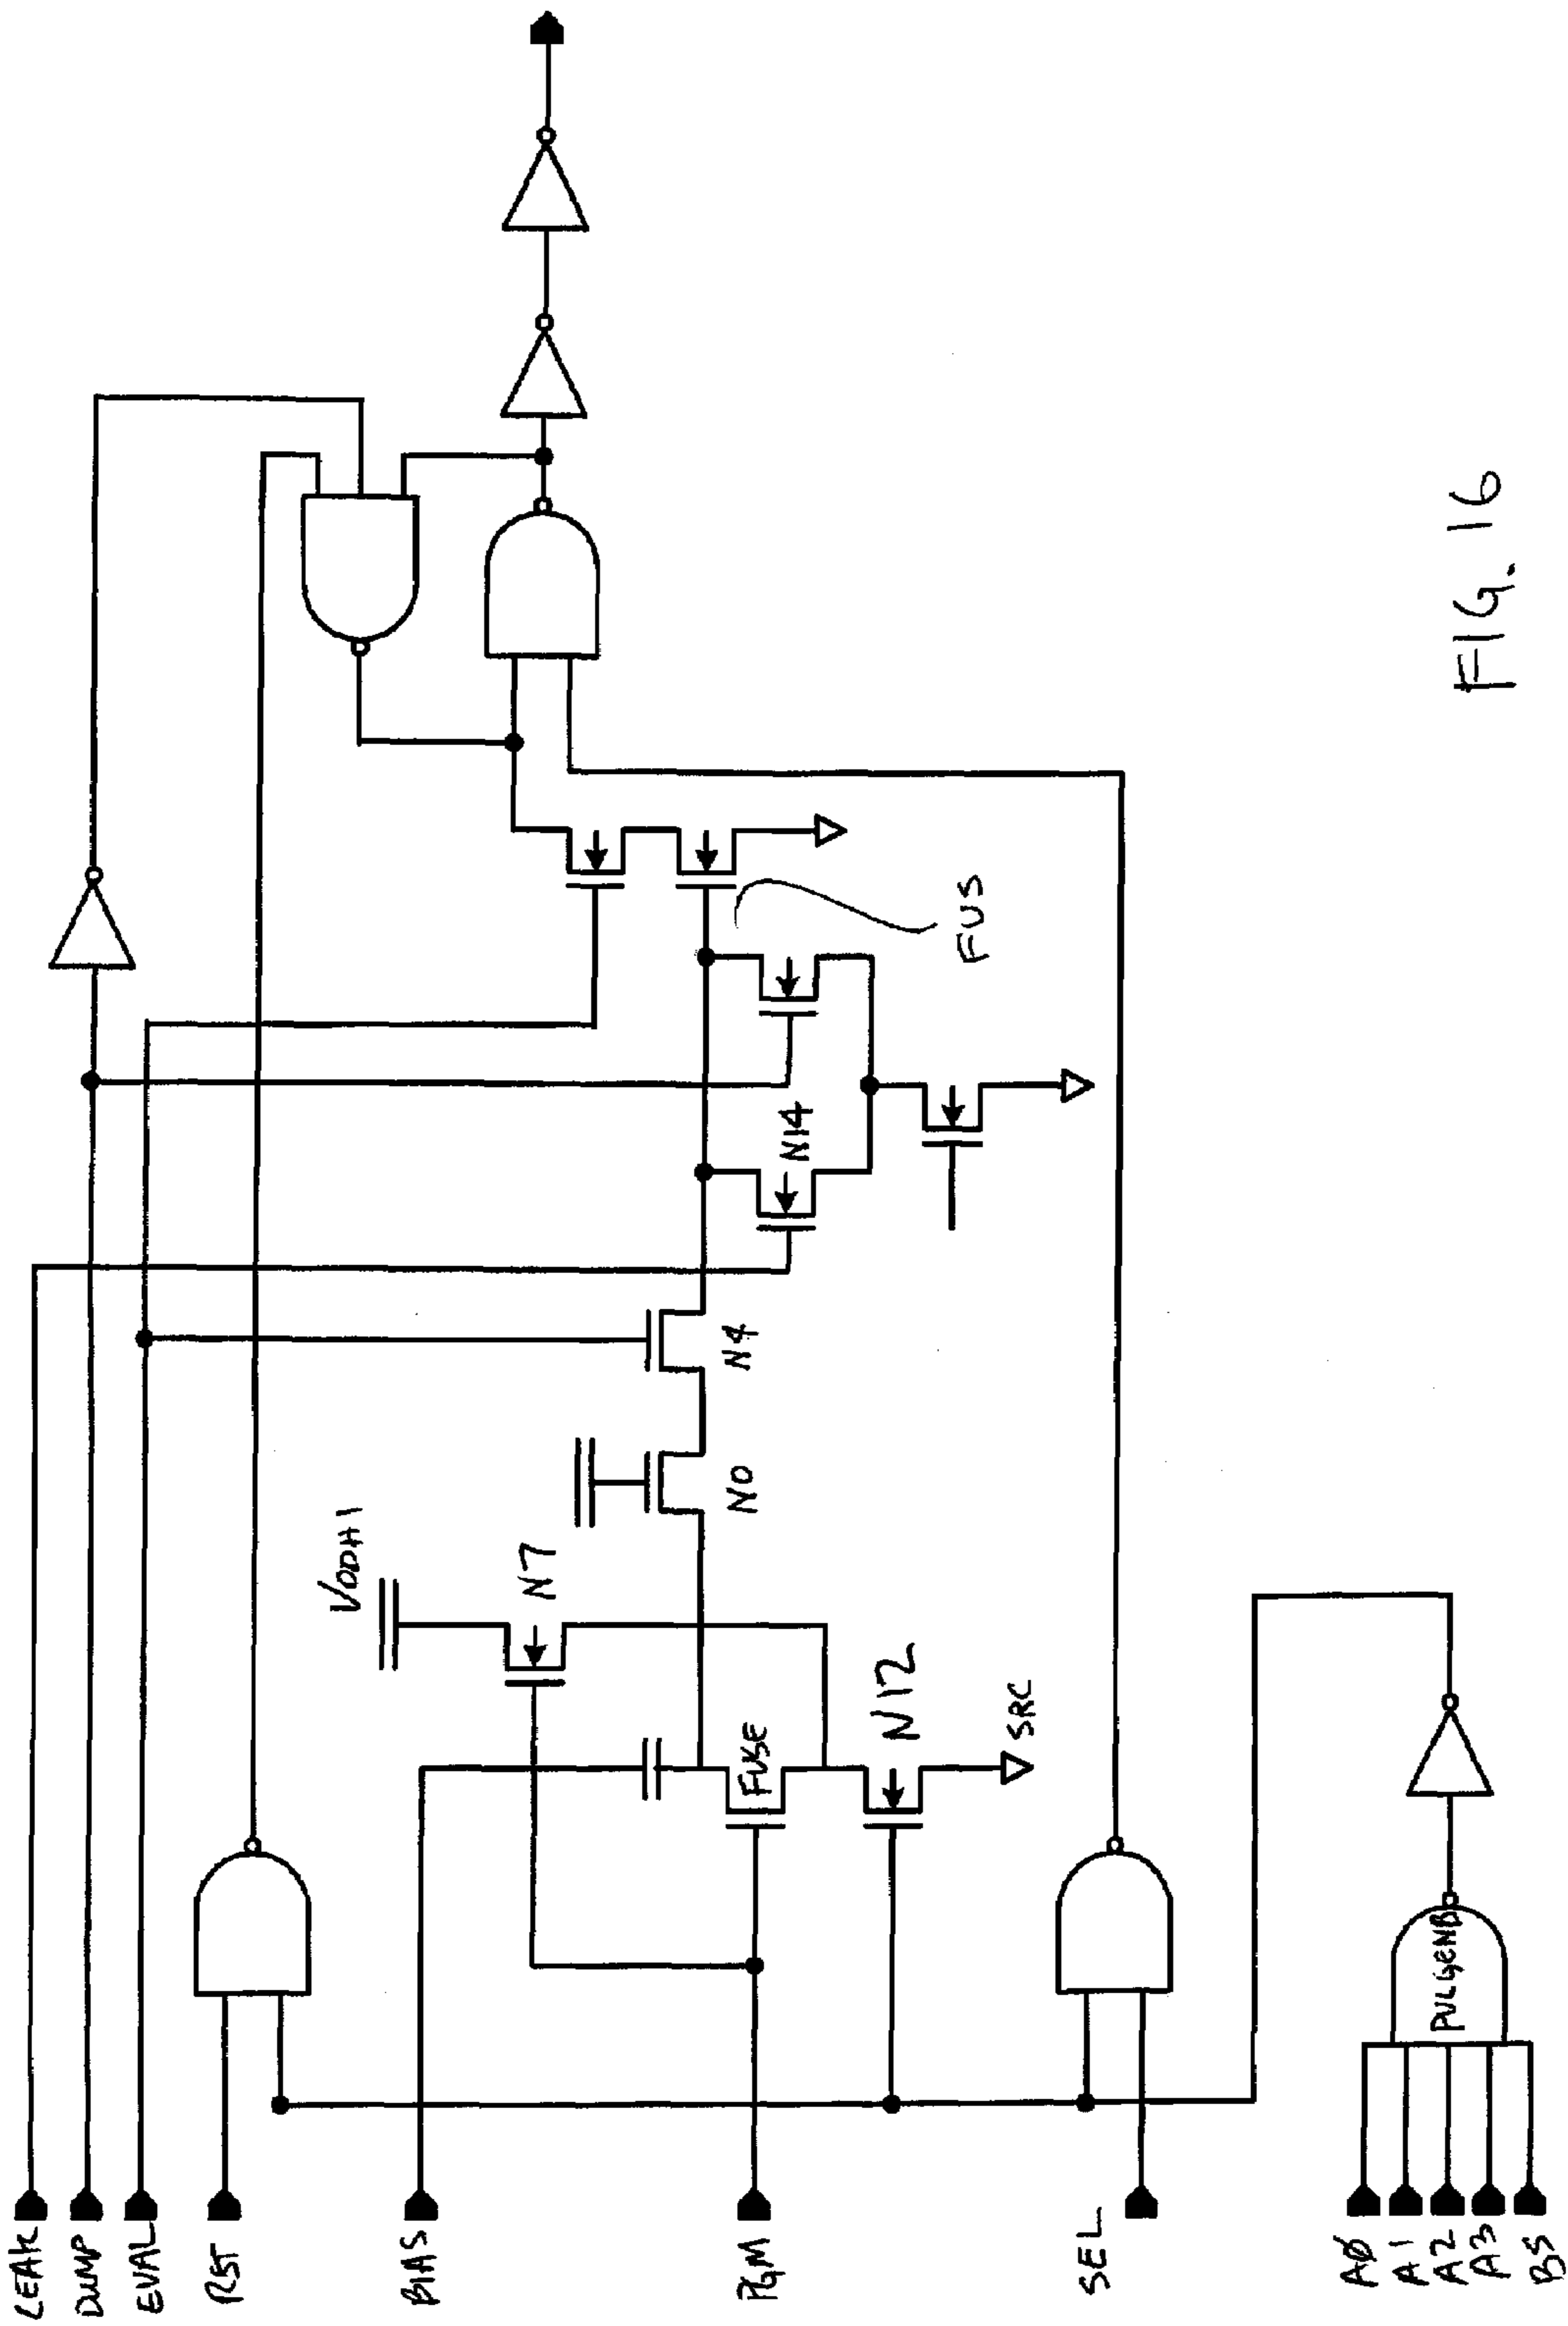 LEAK
DUMP
EVAL
RST
BIAS
PGM
SEL
AØ
A1
A2
A3
BS
PULGENB
VDDH1
N7
FUSE
N12
SRC
N0
N4
N14
FUS
FIG. 16